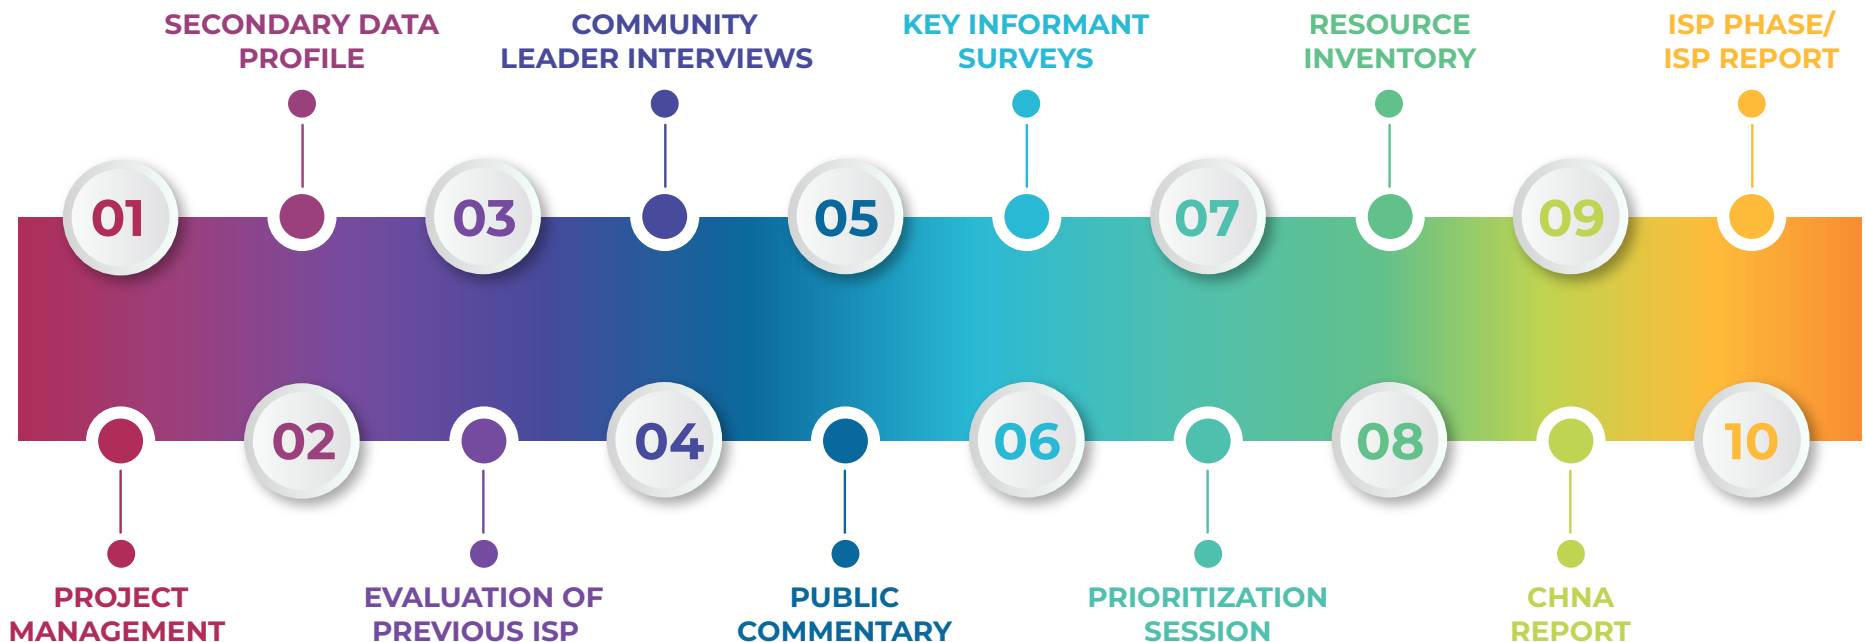 SECONDARY DATA
PROFILE
COMMUNITY
LEADER INTERVIEWS
KEY INFORMANT
SURVEYS
RESOURCE
INVENTORY
ISP PHASE/
ISP REPORT
01
03
05
07
09
02
04
06
08
10
PROJECT
MANAGEMENT
EVALUATION OF
PREVIOUS ISP
PUBLIC
COMMENTARY
PRIORITIZATION
SESSION
CHNA
REPORT